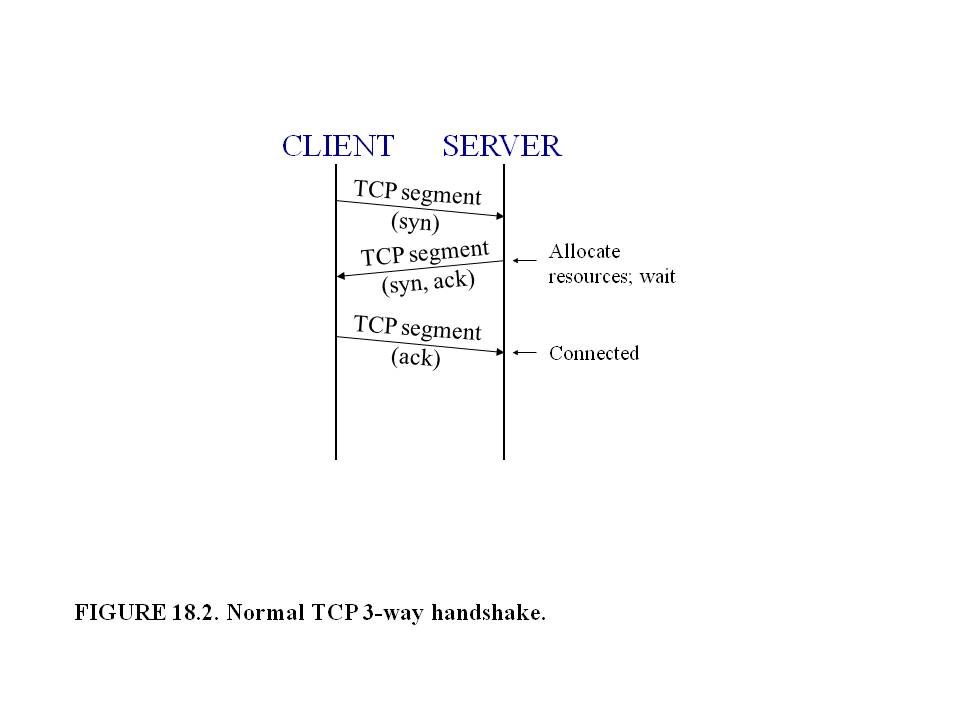 CLIENT SERVER
TCP segment
(syn)
TCP segment
(syn, ack)
Allocate
resources; wait
TCP segment
(ack)
Connected
FIGURE 18.2. Normal TCP 3-way handshake.